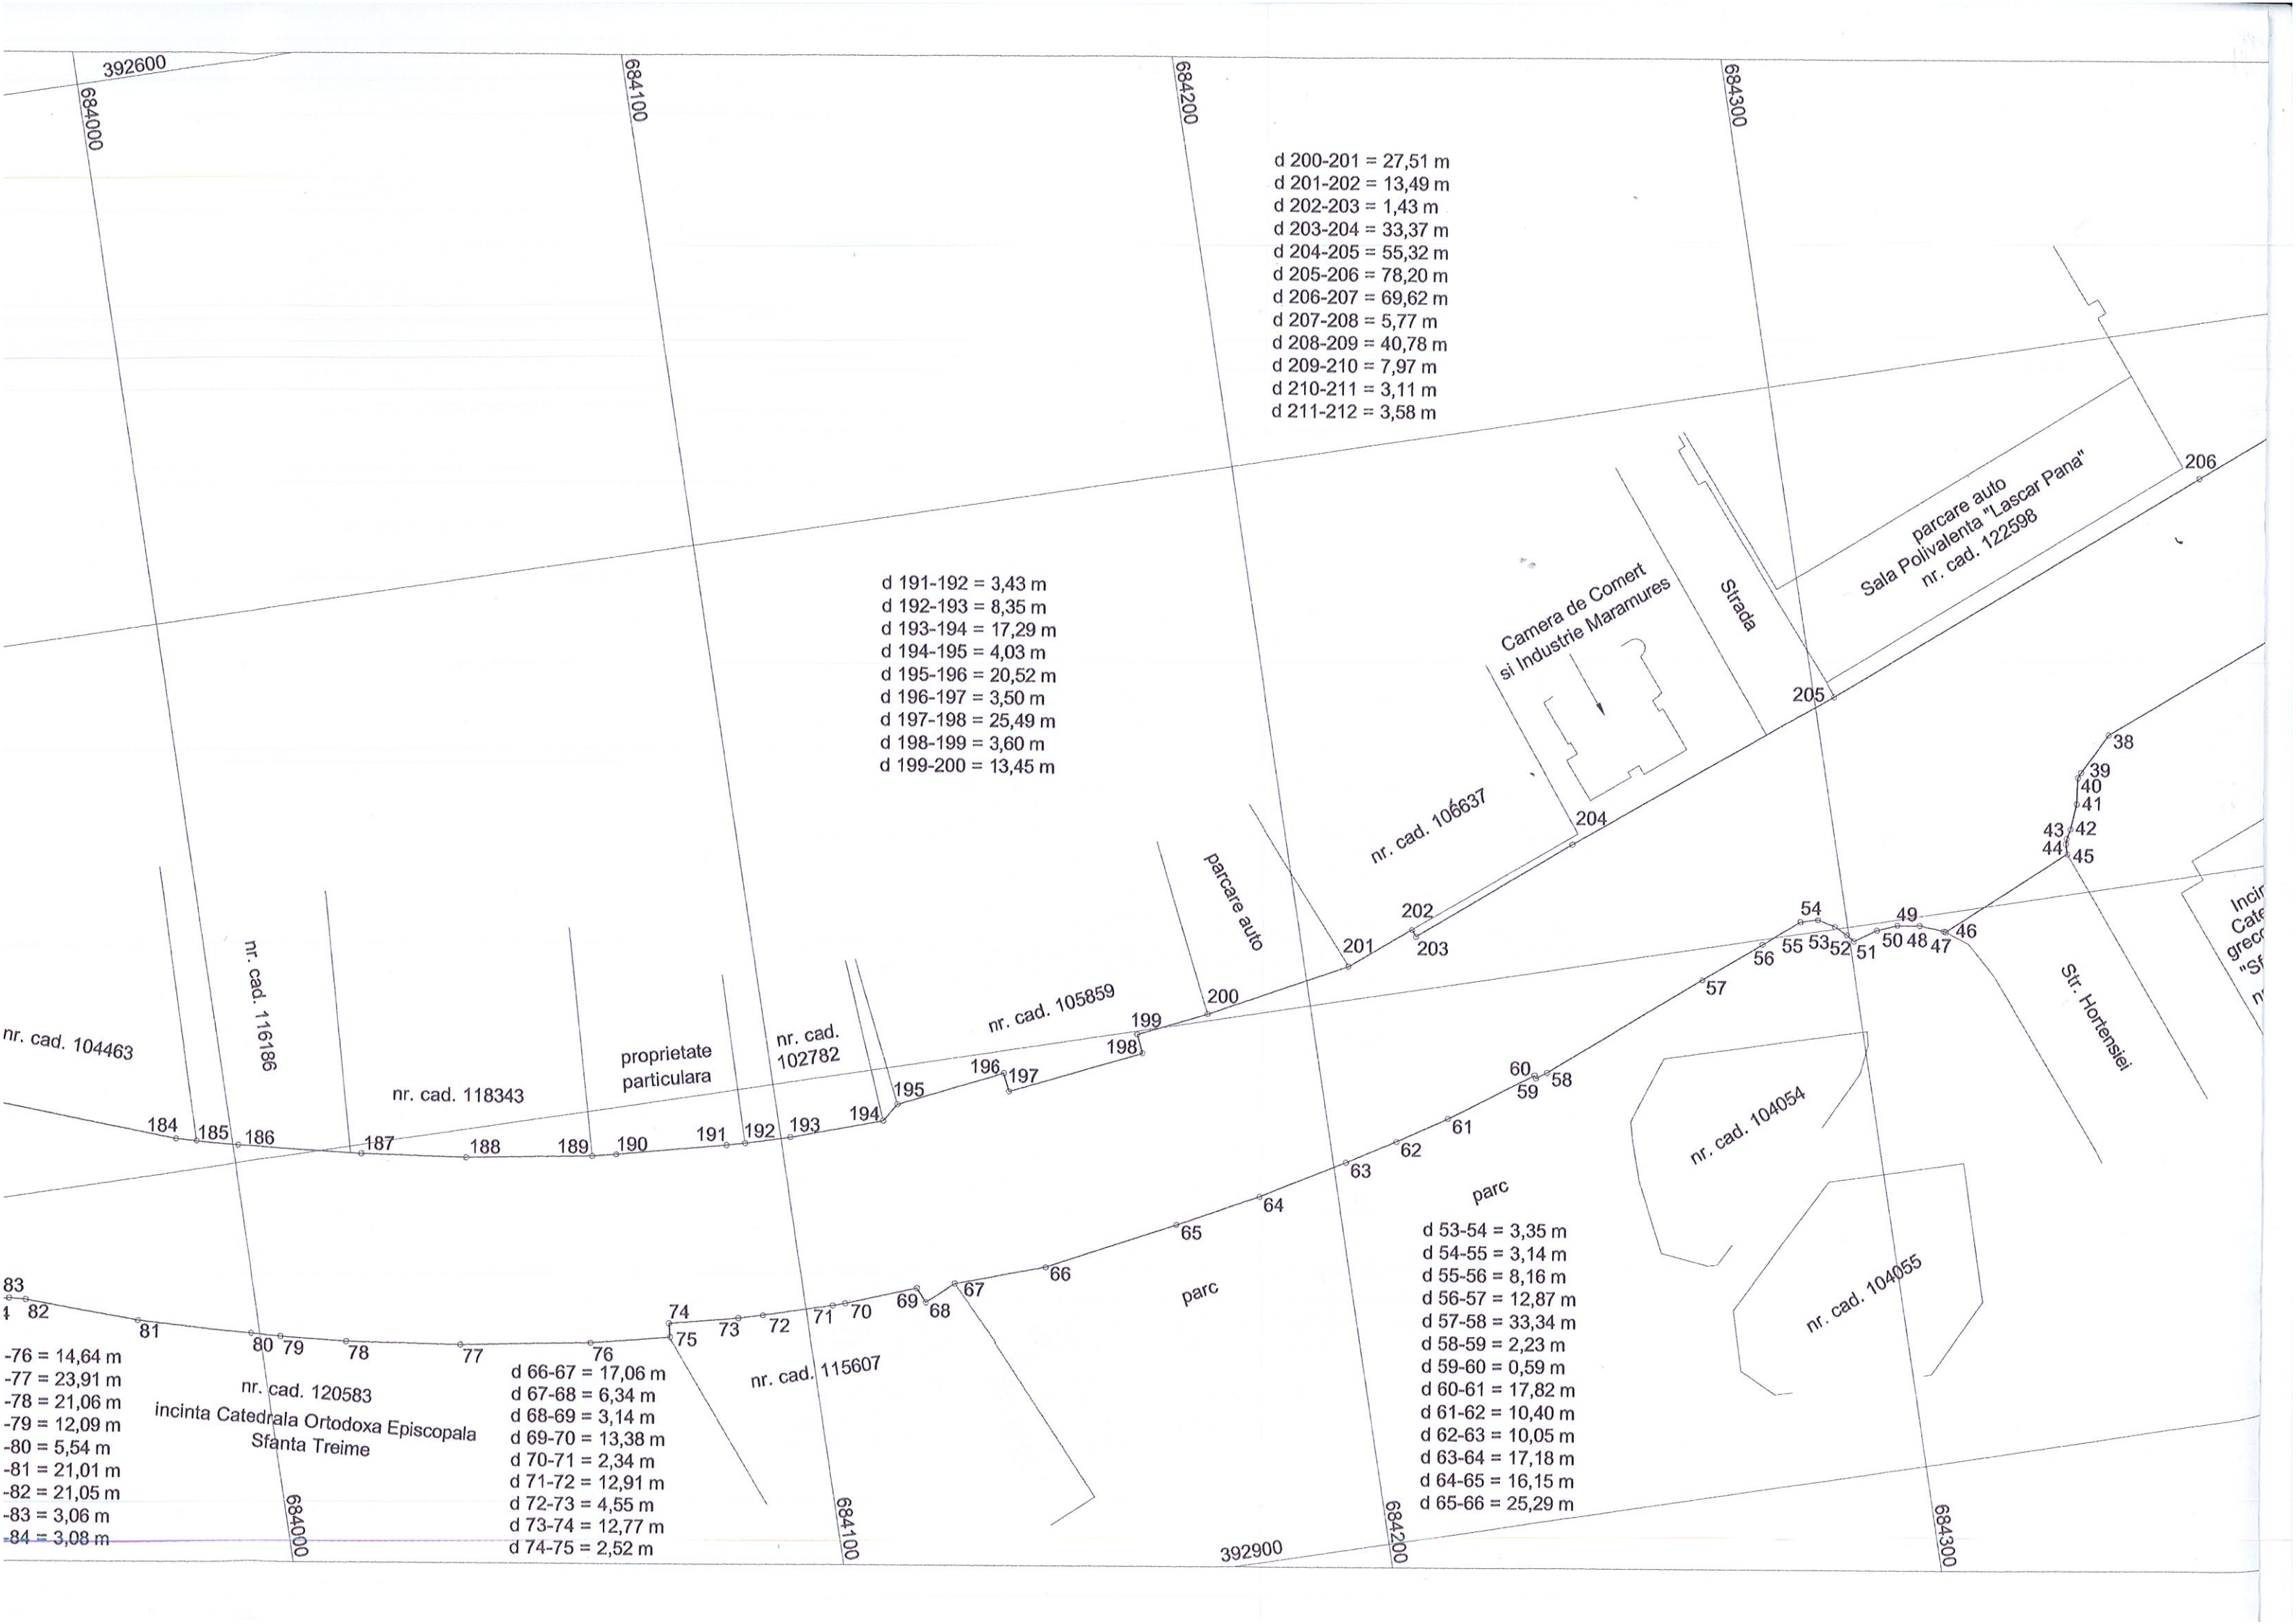 392600
684000
684100
684200
684300
d 200-201 = 27,51 m
d 201-202 = 13,49 m
d 202-203 = 1,43 m
d 203-204 = 33,37 m
d 204-205 = 55,32 m
d 205-206 = 78,20 m
d 206-207 = 69,62 m
d 207-208 = 5,77 m
d 208-209 = 40,78 m
d 209-210 = 7,97 m
d 210-211 = 3,11 m
d 211-212 = 3,58 m
206
parcare auto
Sala Polivalenta "Lascar Pana"
nr. cad. 122598
Strada
Camera de Comert
si Industrie Maramures
205
d 191-192 = 3,43 m
d 192-193 = 8,35 m
d 193-194 = 17,29 m
d 194-195 = 4,03 m
d 195-196 = 20,52 m
d 196-197 = 3,50 m
d 197-198 = 25,49 m
d 198-199 = 3,60 m
d 199-200 = 13,45 m
38
39
40
41
43
42
44
45
204
nr. cad. 106637
parcare auto
202
203
201
200
199
198
54
49
46
55
53
52
51
50
48
47
56
57
Incir
Cate
grecc
"Sf
Str. Hortensiei
nr. cad. 104463
nr. cad. 116186
nr. cad. 118343
proprietate
particulara
nr. cad.
102782
nr. cad. 105859
184
185
186
187
188
189
190
191
192
193
194
195
196
197
60
59
58
61
62
63
64
65
66
67
68
69
70
71
72
73
74
75
76
77
78
79
80
81
82
83
4
nr. cad. 104054
nr. cad. 104055
parc
parc
d 53-54 = 3,35 m
d 54-55 = 3,14 m
d 55-56 = 8,16 m
d 56-57 = 12,87 m
d 57-58 = 33,34 m
d 58-59 = 2,23 m
d 59-60 = 0,59 m
d 60-61 = 17,82 m
d 61-62 = 10,40 m
d 62-63 = 10,05 m
d 63-64 = 17,18 m
d 64-65 = 16,15 m
d 65-66 = 25,29 m
nr. cad. 115607
-76 = 14,64 m
-77 = 23,91 m
-78 = 21,06 m
-79 = 12,09 m
-80 = 5,54 m
-81 = 21,01 m
-82 = 21,05 m
-83 = 3,06 m
-84 = 3,08 m
nr. cad. 120583
incinta Catedrala Ortodoxa Episcopala
Sfanta Treime
d 66-67 = 17,06 m
d 67-68 = 6,34 m
d 68-69 = 3,14 m
d 69-70 = 13,38 m
d 70-71 = 2,34 m
d 71-72 = 12,91 m
d 72-73 = 4,55 m
d 73-74 = 12,77 m
d 74-75 = 2,52 m
684000
684100
392900
684200
684300